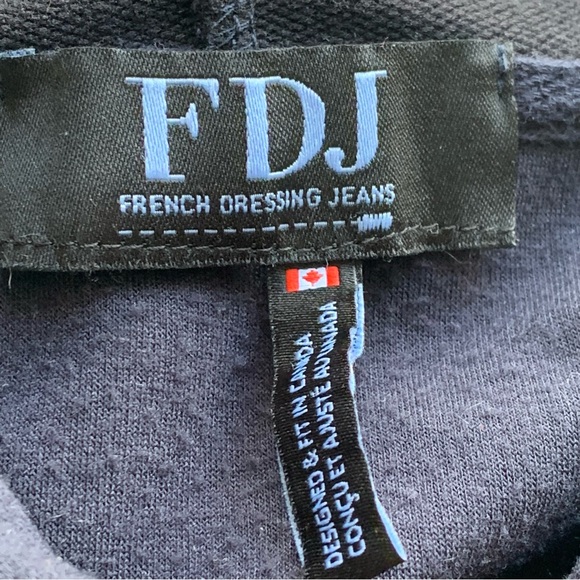 FDJ
FRENCH DRESSING JEANS
DESIGNED & FIT IN CANADA
CONÇU ET AJUSTÉ AU CANADA